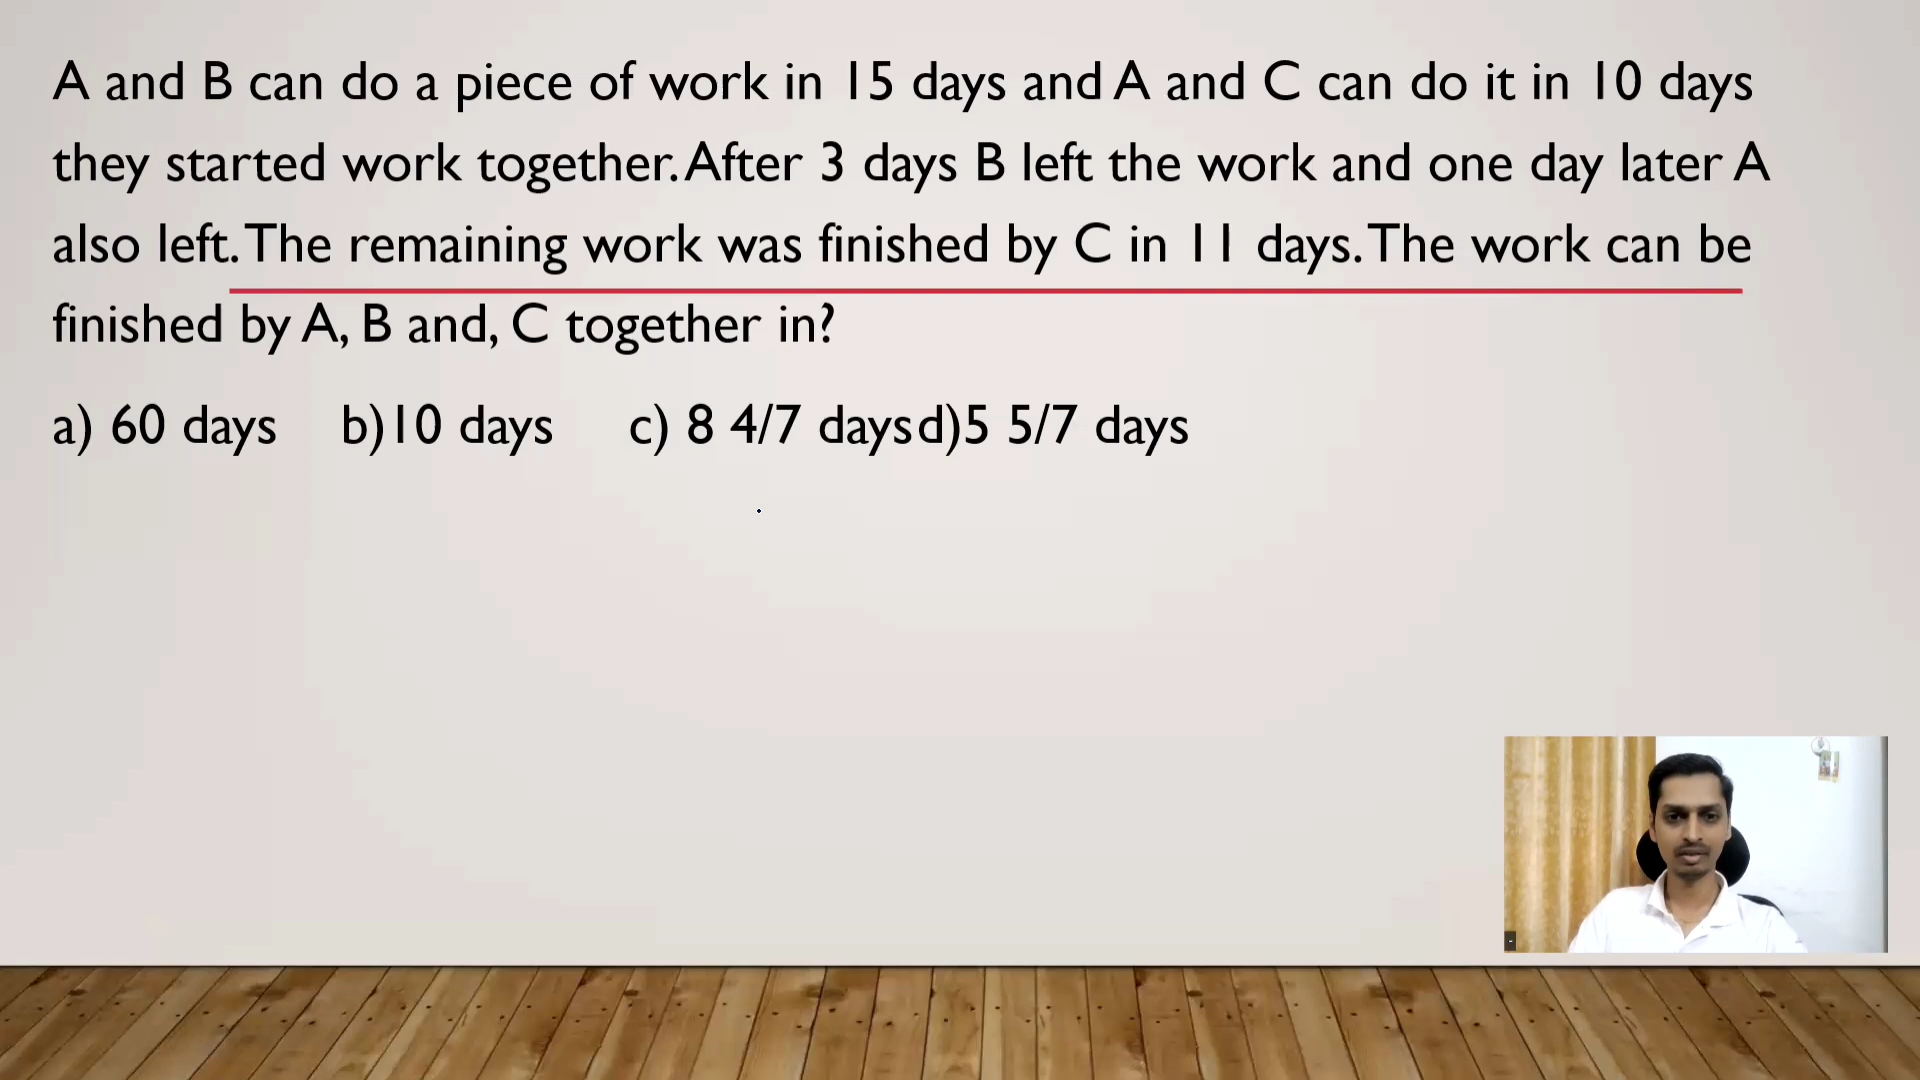 A and B can do a piece of work in 15 days and A and C can do it in 10 days
they started work together. After 3 days B left the work and one day later A
also left. The remaining work was finished by C in 11 days. The work can be
finished by A, B and, C together in?
a) 60 days b)10 days c) 8 4/7 days d)5 5/7 days